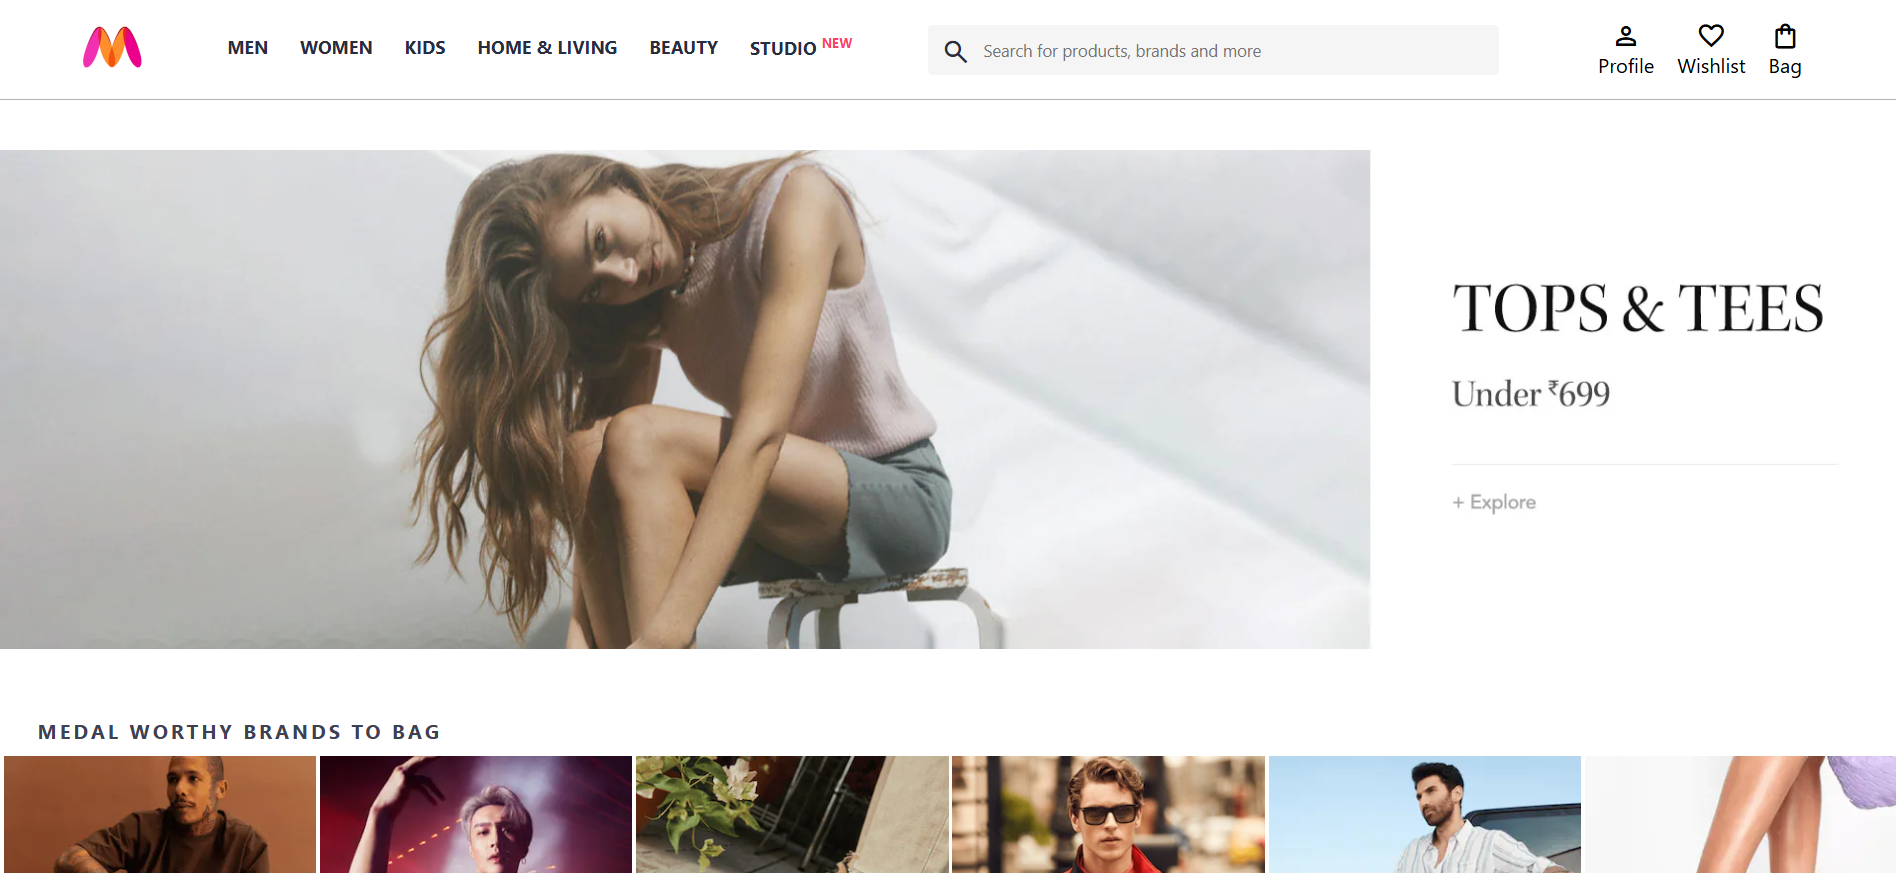 MEN WOMEN KIDS HOME & LIVING BEAUTY STUDIO NEW
Search for products, brands and more
Profile Wishlist Bag
TOPS & TEES
Under ₹699
+ Explore
MEDAL WORTHY BRANDS TO BAG